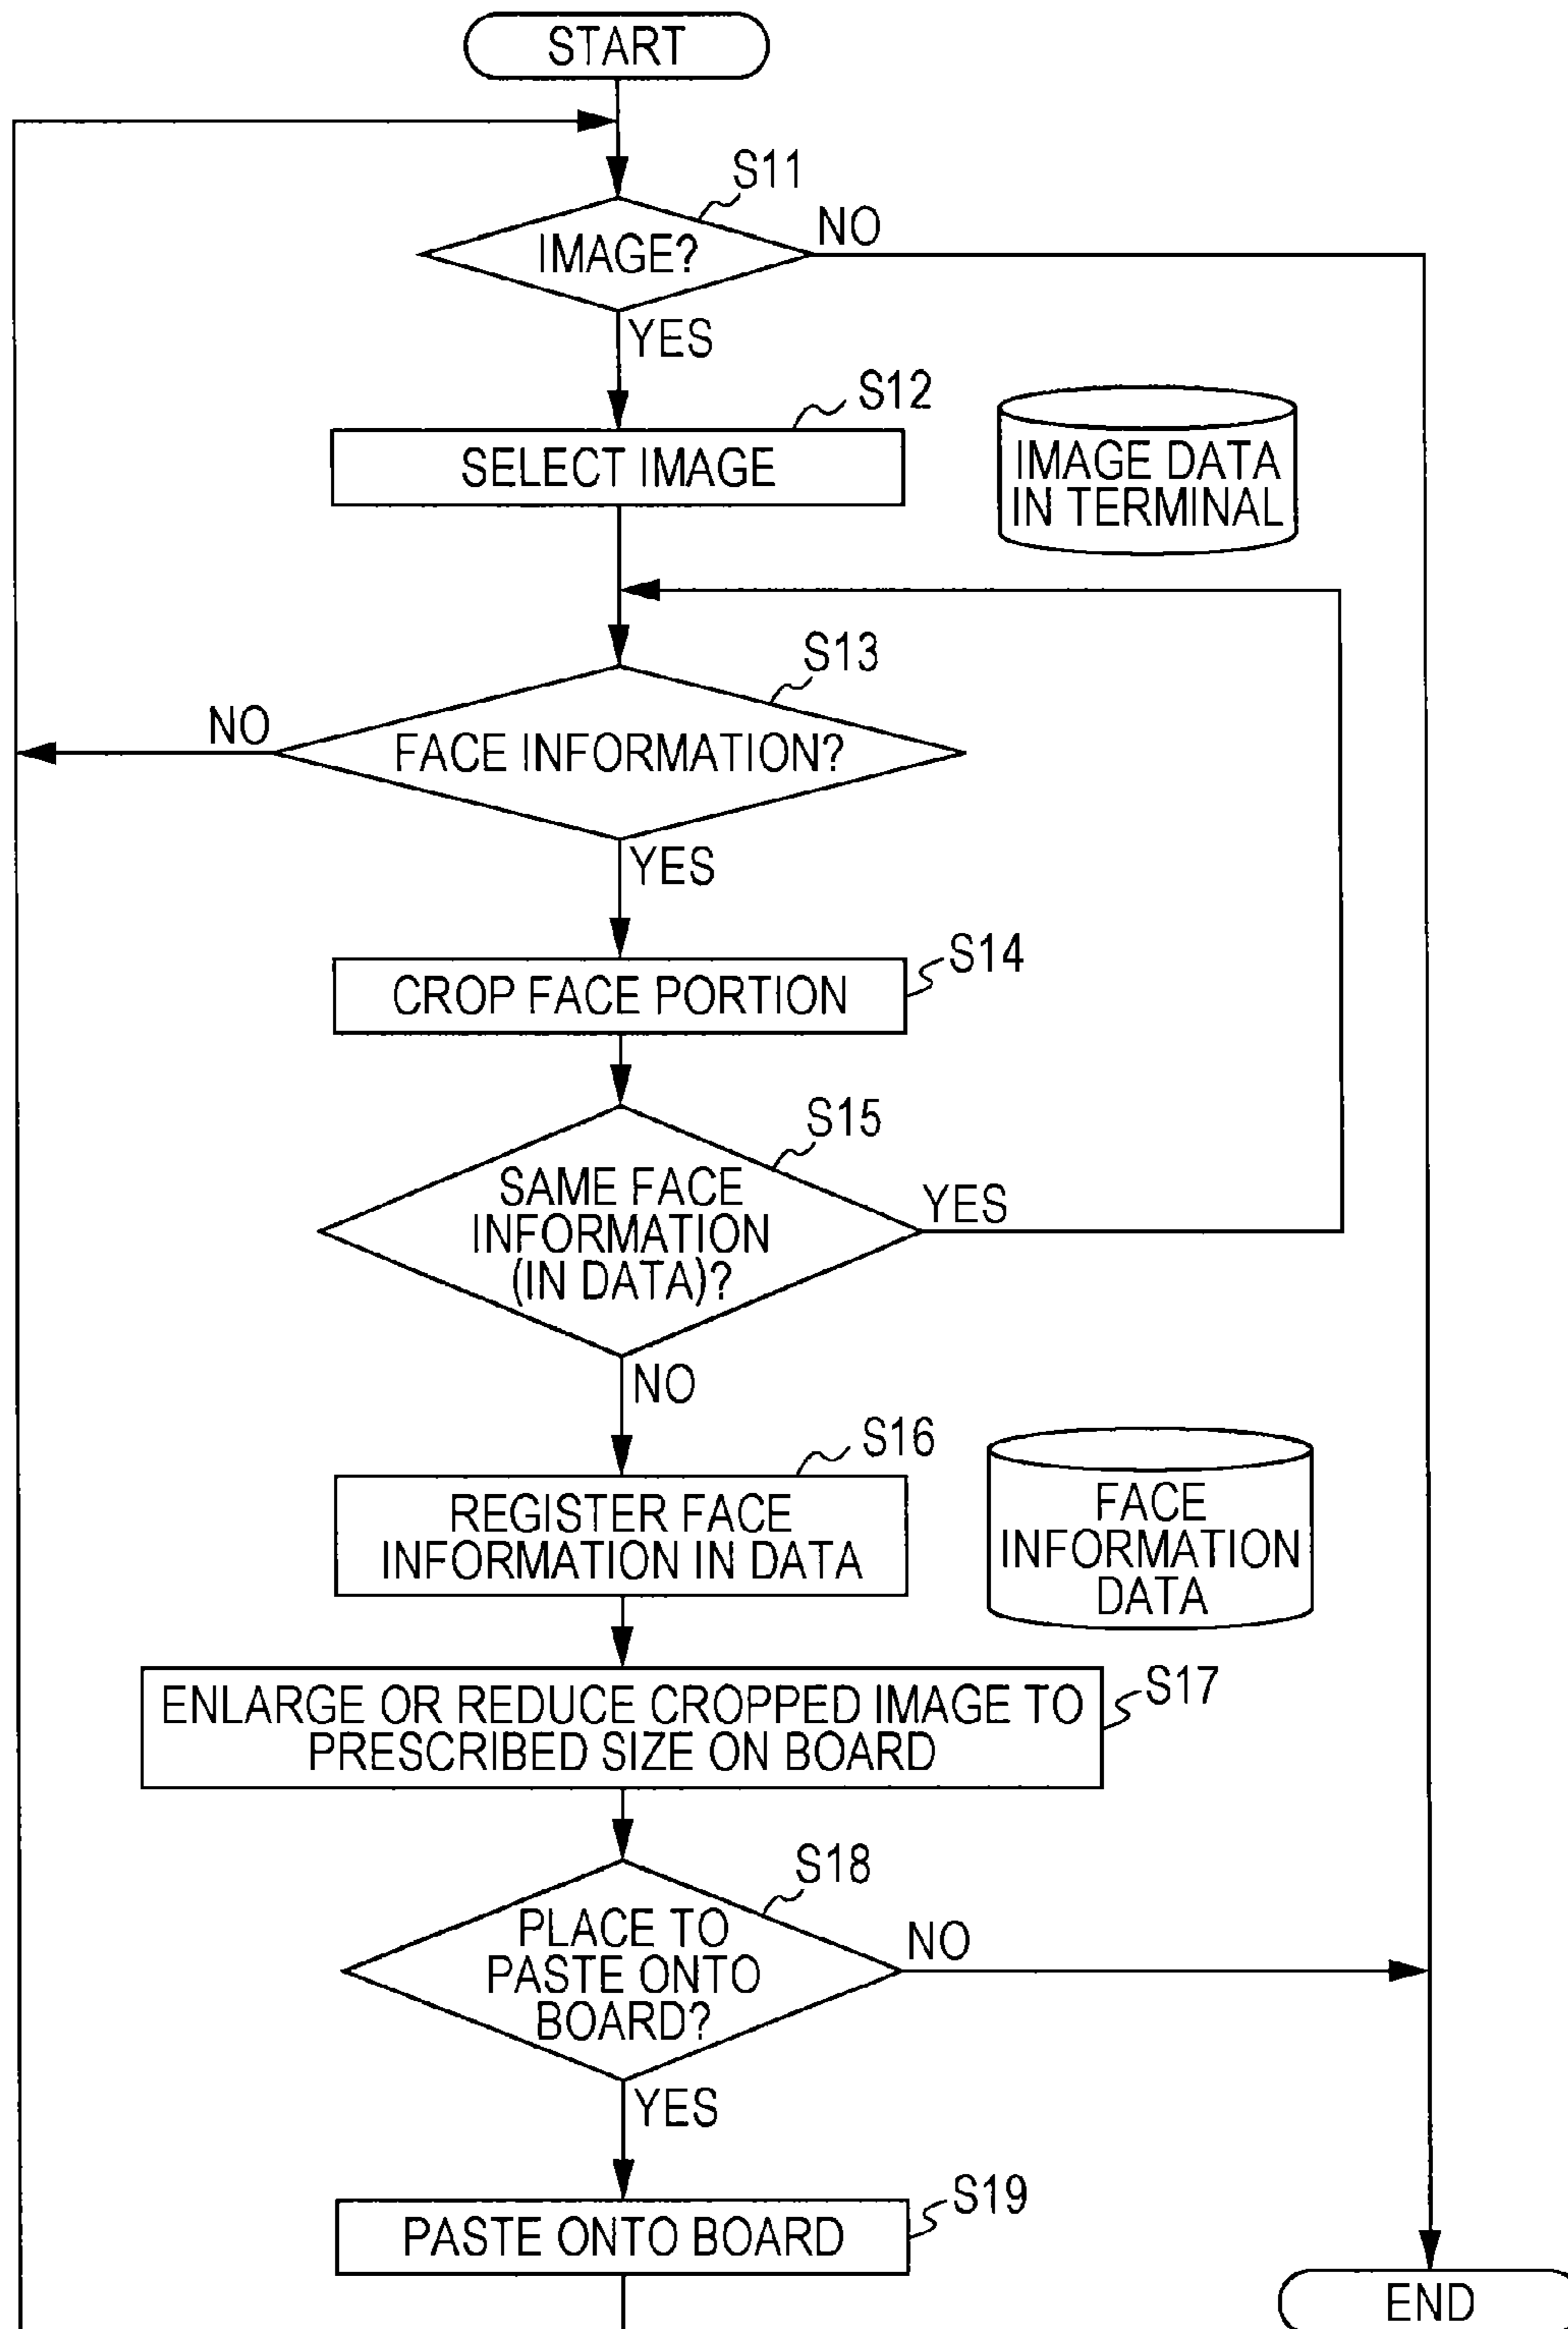 START
S11
IMAGE?
NO
YES
S12
SELECT IMAGE
IMAGE DATA
IN TERMINAL
S13
NO
FACE INFORMATION?
YES
S14
CROP FACE PORTION
S15
SAME FACE
INFORMATION
(IN DATA)?
YES
NO
S16
REGISTER FACE
INFORMATION IN DATA
FACE
INFORMATION
DATA
S17
ENLARGE OR REDUCE CROPPED IMAGE TO
PRESCRIBED SIZE ON BOARD
S18
PLACE TO
PASTE ONTO
BOARD?
NO
YES
S19
PASTE ONTO BOARD
END